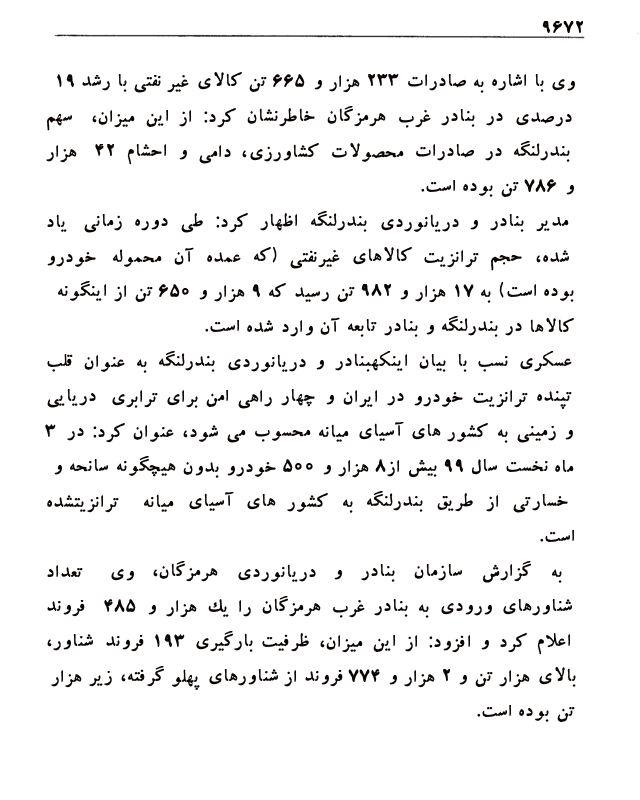 ۹۶۷۲
وی با اشاره به صادرات ۲۳۳ هزار و ۶۶۵ تن کالای غیر نفتی با رشد ۱۹
درصدی در بنادر غرب هرمزگان خاطرنشان کرد: از این میزان، سهم
بندرلنگه در صادرات محصولات کشاورزی، دامی و احشام ۴۲ هزار
و ۷۸۶ تن بوده است.
مدیر بنادر و دریانوردی بندرلنگه اظهار کرد: طی دوره زمانی یاد
شده، حجم ترانزیت کالاهای غیرنفتی (که عمده آن محموله خودرو
بوده است) به ۱۷ هزار و ۹۸۲ تن رسید که ۹ هزار و ۶۵۰ تن از اینگونه
کالاها در بندرلنگه و بنادر تابعه آن وارد شده است.
عسکری نسب با بیان اینکهبنادر و دریانوردی بندرلنگه به عنوان قلب
تپنده ترانزیت خودرو در ایران و چهار راهی امن برای ترابری دریایی
و زمینی به کشور های آسیای میانه محسوب می شود، عنوان کرد: در ۳
ماه نخست سال ۹۹ بیش از۸ هزار و ۵۰۰ خودرو بدون هیچگونه سانحه و
خسارتی از طریق بندرلنگه به کشور های آسیای میانه ترانزیتشده
است.
به گزارش سازمان بنادر و دریانوردی هرمزگان، وی تعداد
شناورهای ورودی به بنادر غرب هرمزگان را یك هزار و ۴۸۵ فروند
اعلام کرد و افزود: از این میزان، ظرفیت بارگیری ۱۹۳ فروند شناور،
بالای هزار تن و ۲ هزار و ۷۷۴ فروند از شناورهای پهلو گرفته، زیر هزار
تن بوده است.